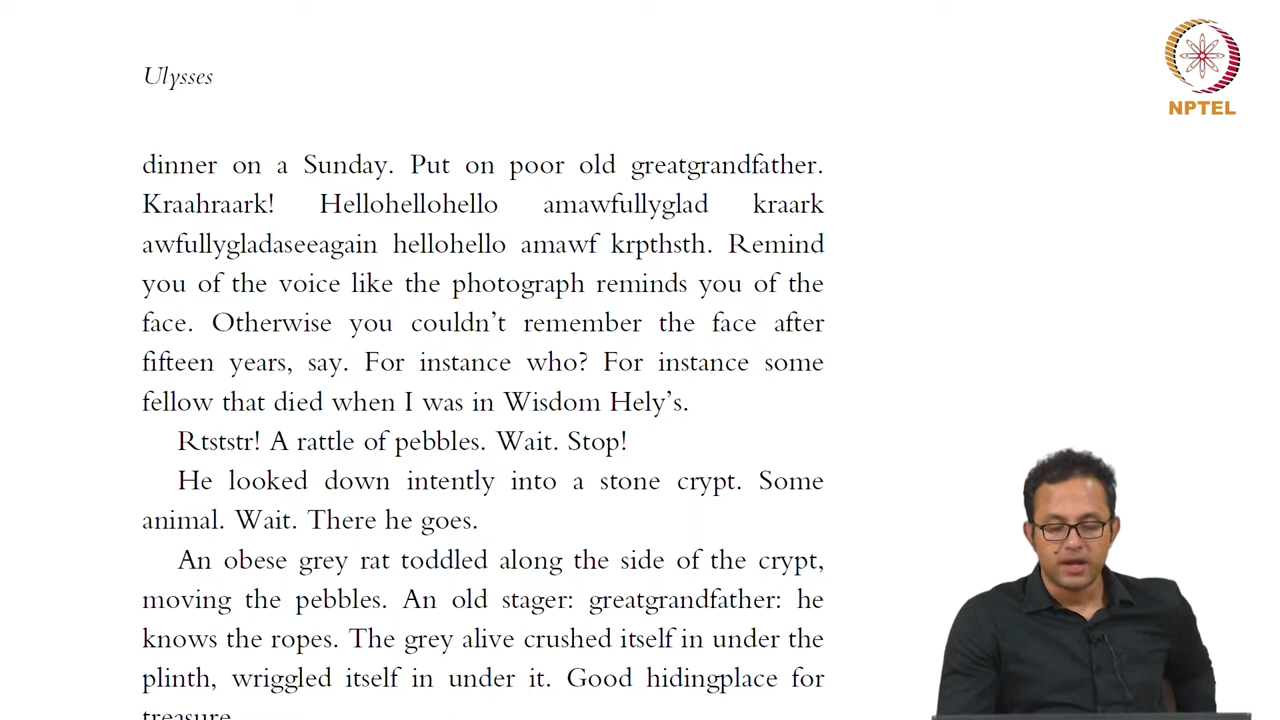 Ulysses
NPTEL
dinner on a Sunday. Put on poor old greatgrandfather.
Kraahraark! Hellohellohello amawfullyglad kraark
awfullygladaseeagain hellohello amawf krpthsth. Remind
you of the voice like the photograph reminds you of the
face. Otherwise you couldn’t remember the face after
fifteen years, say. For instance who? For instance some
fellow that died when I was in Wisdom Hely’s.
Rtststr! A rattle of pebbles. Wait. Stop!
He looked down intently into a stone crypt. Some
animal. Wait. There he goes.
An obese grey rat toddled along the side of the crypt,
moving the pebbles. An old stager: greatgrandfather: he
knows the ropes. The grey alive crushed itself in under the
plinth, wriggled itself in under it. Good hidingplace for
treasure.